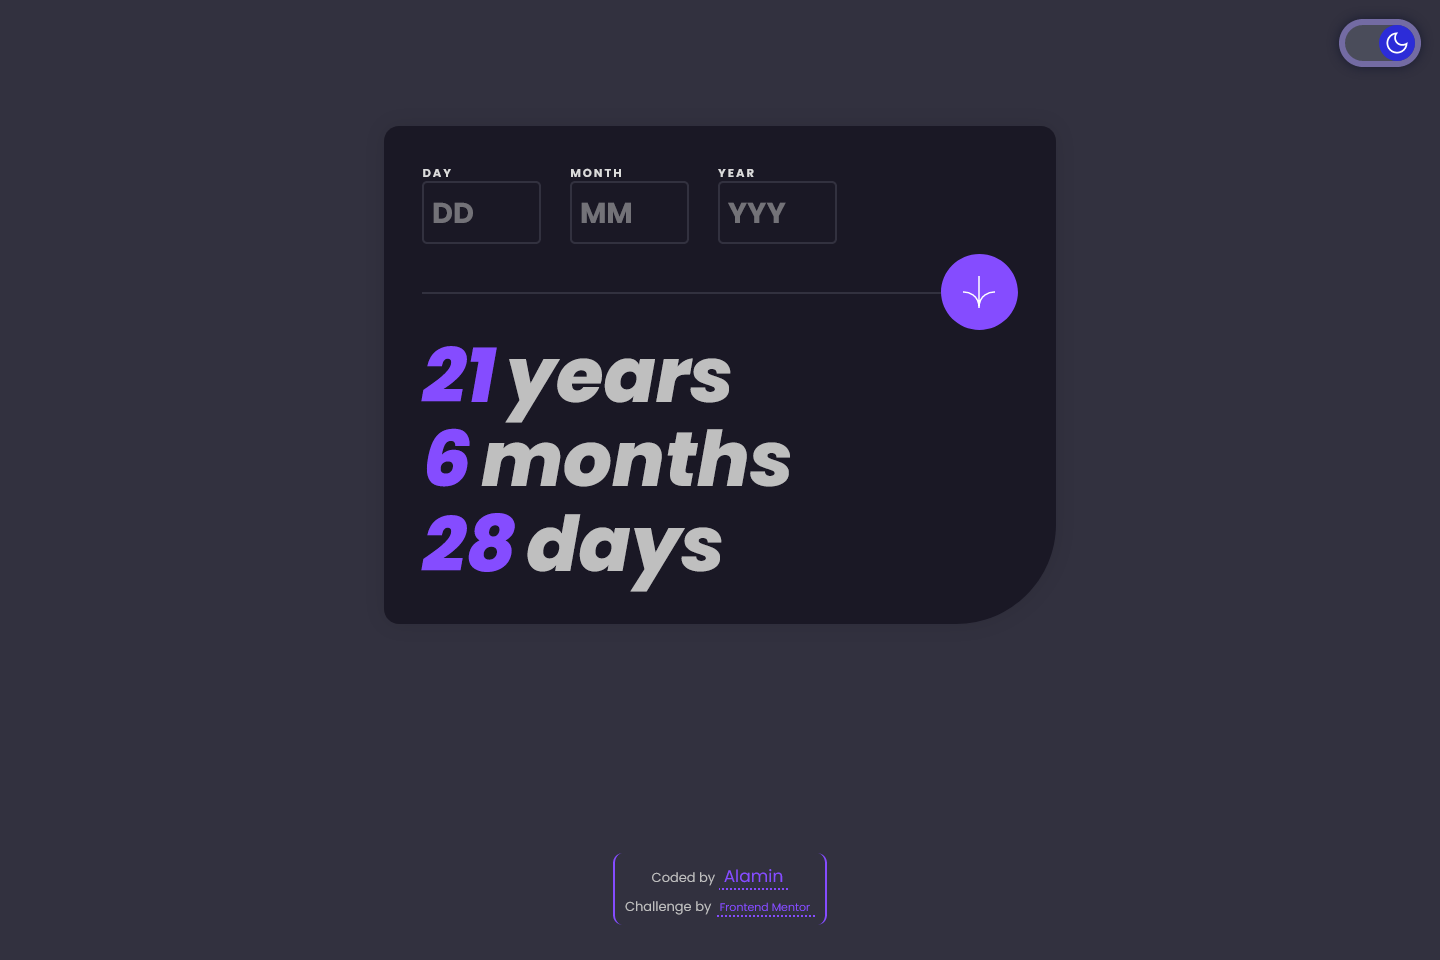 DAY MONTH YEAR
DD MM YYY
21 years
6 months
28 days
Coded by Alamin
Challenge by Frontend Mentor